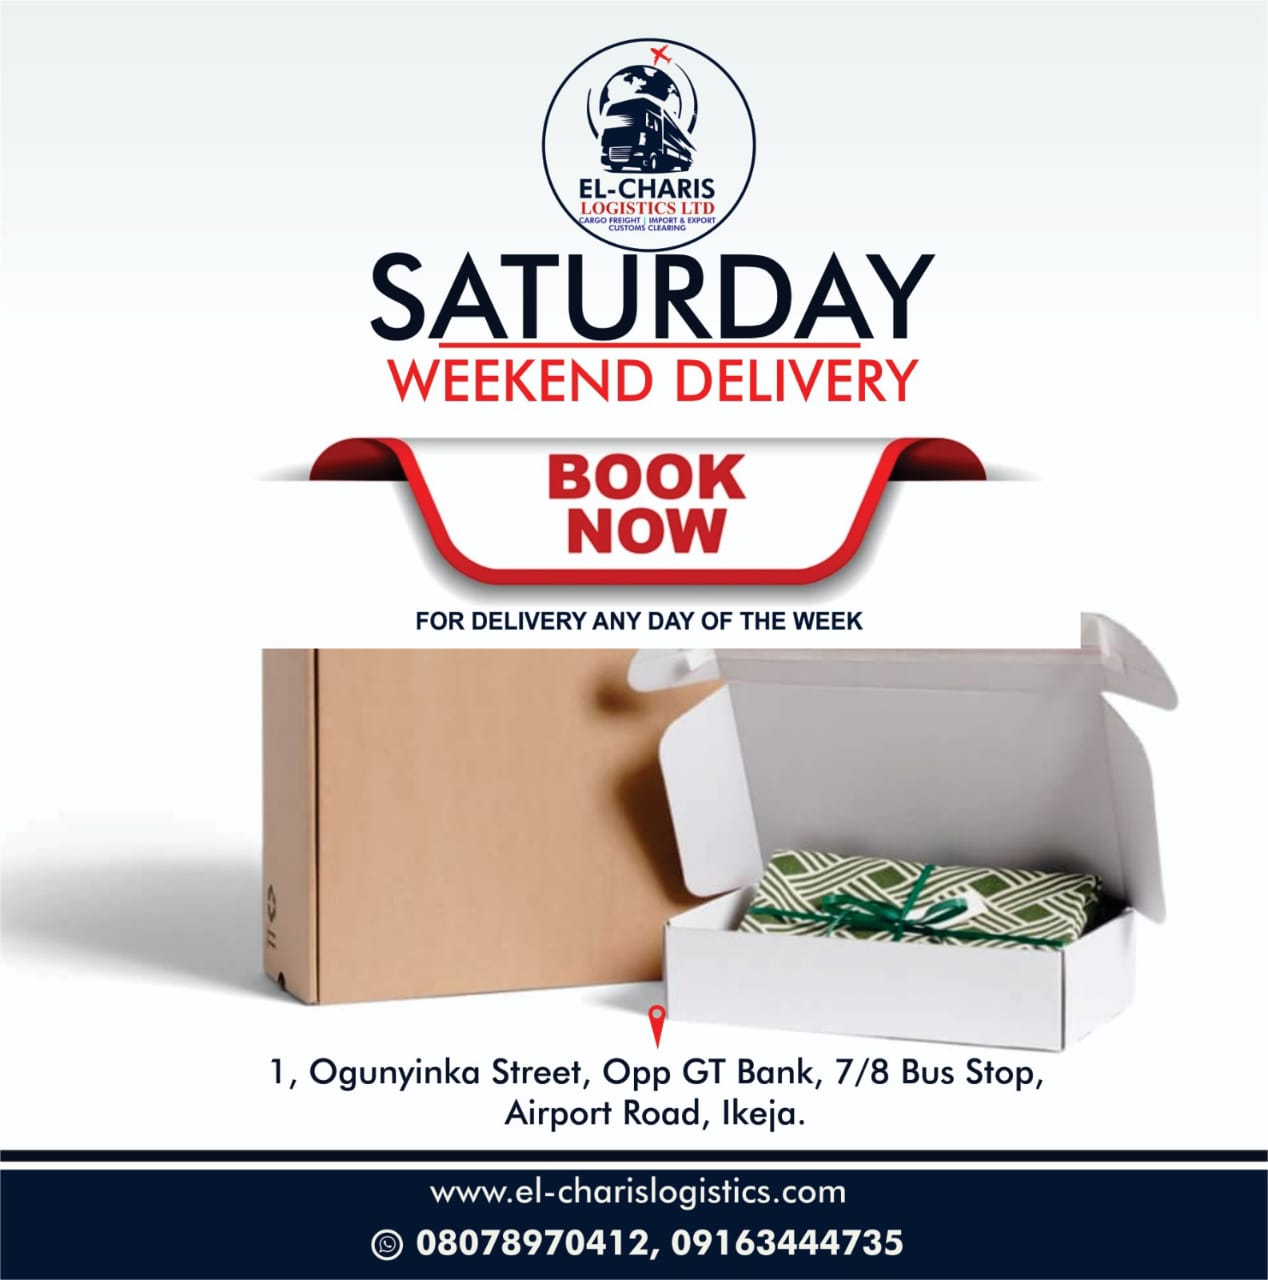 EL-CHARIS
LOGISTICS LTD
CARGO FREIGHT | IMPORT & EXPORT
CUSTOMS CLEARING
SATURDAY
WEEKEND DELIVERY
BOOK
NOW
FOR DELIVERY ANY DAY OF THE WEEK
1, Ogunyinka Street, Opp GT Bank, 7/8 Bus Stop,
Airport Road, Ikeja.
www.el-charislogistics.com
08078970412, 09163444735